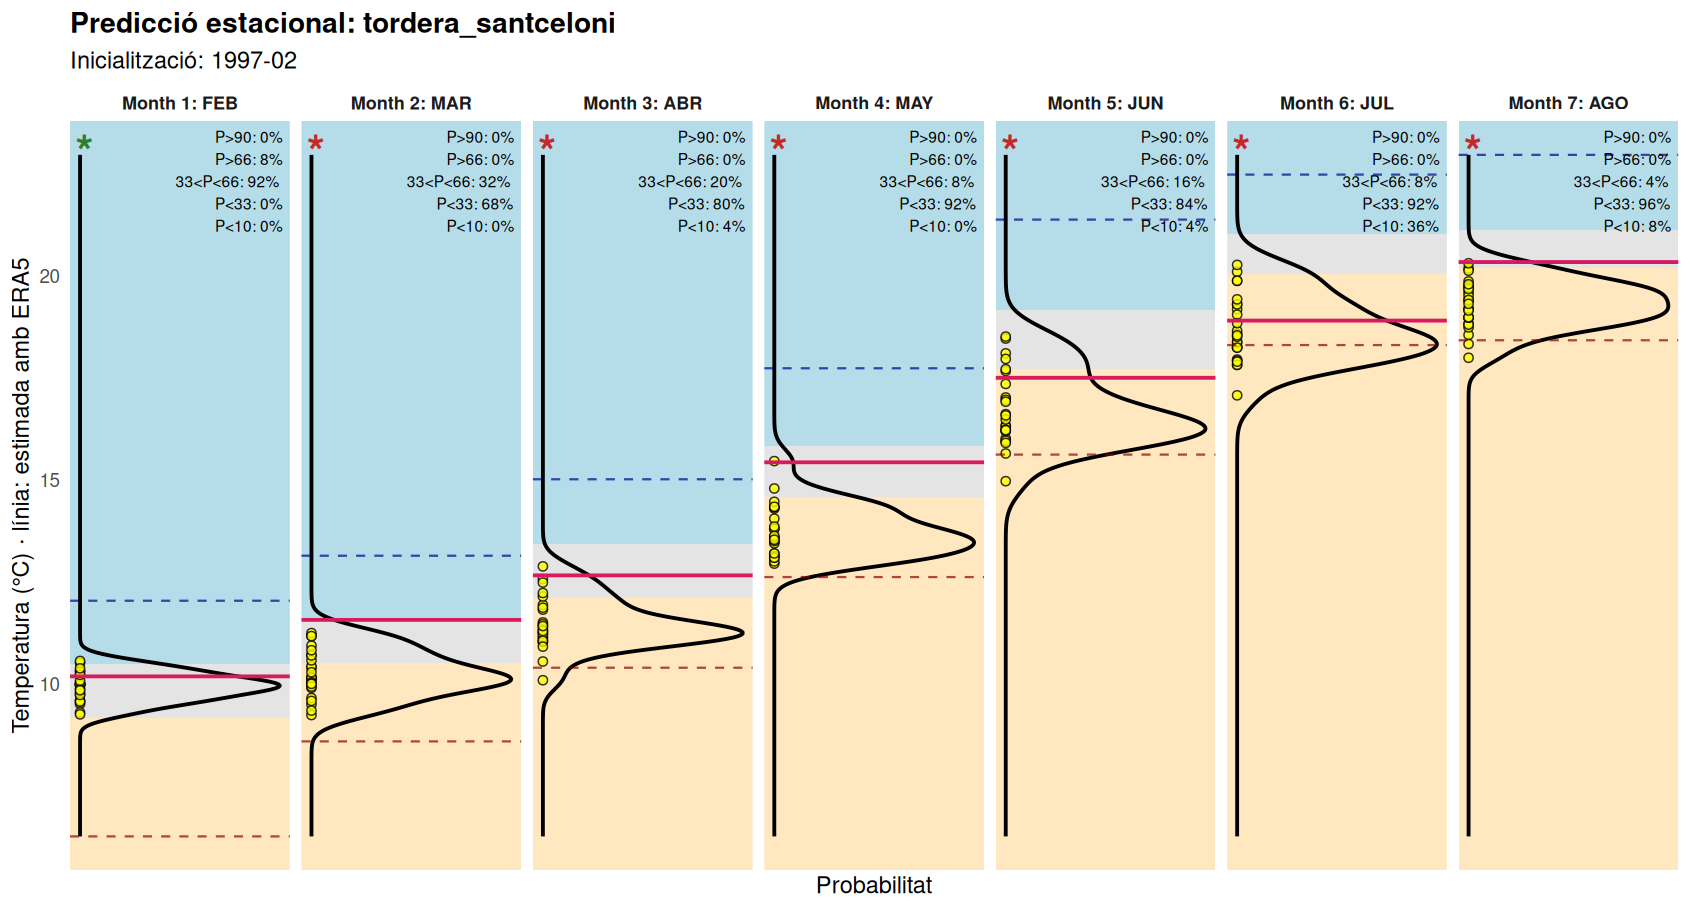 Predicció estacional: tordera_santceloni
Inicialització: 1997-02
Month 1: FEB
Month 2: MAR
Month 3: ABR
Month 4: MAY
Month 5: JUN
Month 6: JUL
Month 7: AGO
*
P>90: 0%
P>66: 8%
33<P<66: 92%
P<33: 0%
P<10: 0%
*
P>90: 0%
P>66: 0%
33<P<66: 32%
P<33: 68%
P<10: 0%
*
P>90: 0%
P>66: 0%
33<P<66: 20%
P<33: 80%
P<10: 4%
*
P>90: 0%
P>66: 0%
33<P<66: 8%
P<33: 92%
P<10: 0%
*
P>90: 0%
P>66: 0%
33<P<66: 16%
P<33: 84%
P<10: 4%
*
P>90: 0%
P>66: 0%
33<P<66: 8%
P<33: 92%
P<10: 36%
*
P>90: 0%
P>66: 0%
33<P<66: 4%
P<33: 96%
P<10: 8%
20
15
10
Temperatura (°C) · línia: estimada amb ERA5
Probabilitat